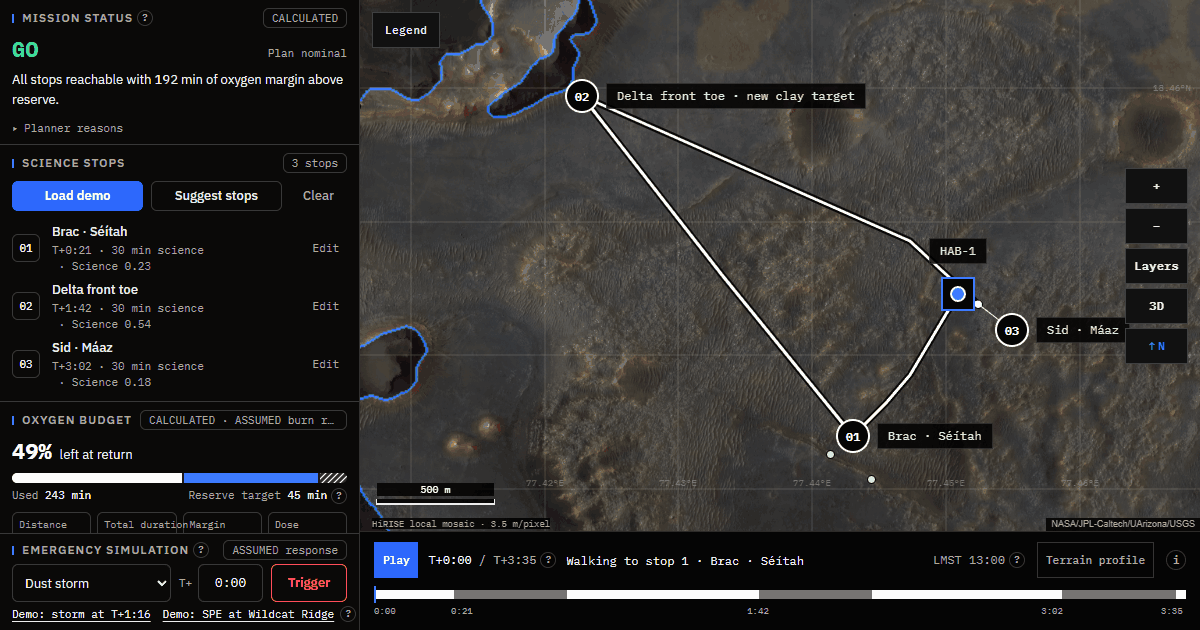 MISSION STATUS ?
CALCULATED
GO
Plan nominal
All stops reachable with 192 min of oxygen margin above
reserve.
▸ Planner reasons
SCIENCE STOPS
3 stops
Load demo
Suggest stops
Clear
01
Brac · Séítah
T+0:21 · 30 min science
· Science 0.23
Edit
02
Delta front toe
T+1:42 · 30 min science
· Science 0.54
Edit
03
Sid · Máaz
T+3:02 · 30 min science
· Science 0.18
Edit
OXYGEN BUDGET
CALCULATED · ASSUMED burn r…
49% left at return
Used 243 min
Reserve target 45 min ?
Distance
Total duration
Margin
Dose
EMERGENCY SIMULATION ?
ASSUMED response
Dust storm
T+
0:00
Trigger
Demo: storm at T+1:16
Demo: SPE at Wildcat Ridge
?
Legend
02
Delta front toe · new clay target
HAB-1
03
Sid · Máaz
01
Brac · Séítah
+
−
Layers
3D
↑N
18.46°N
77.42°E
77.43°E
77.44°E
77.45°E
77.46°E
500 m
HiRISE local mosaic · 3.5 m/pixel
NASA/JPL-Caltech/UArizona/USGS
Play
T+0:00 / T+3:35 ?
Walking to stop 1 · Brac · Séítah
LMST 13:00 ?
Terrain profile
i
0:00
0:21
1:42
3:02
3:35